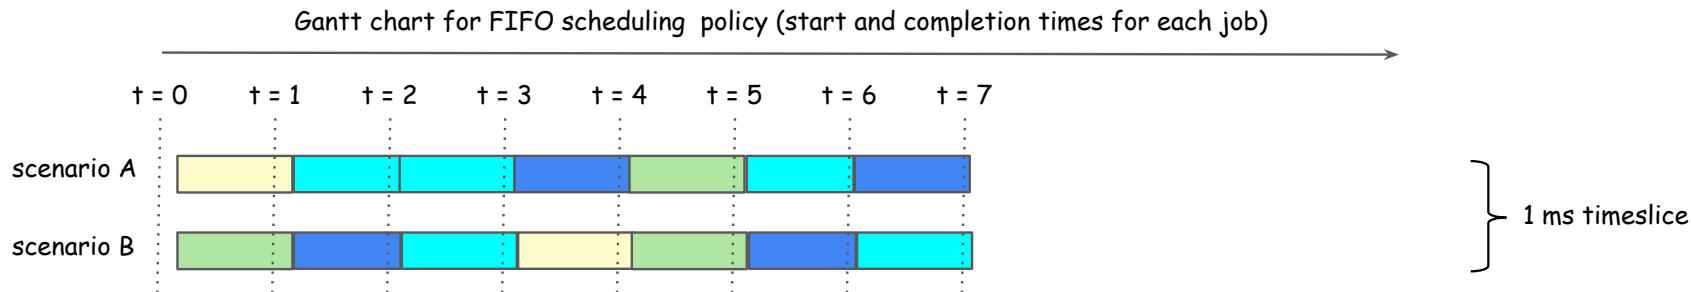 Gantt chart for FIFO scheduling policy (start and completion times for each job)
t = 0 t = 1 t = 2 t = 3 t = 4 t = 5 t = 6 t = 7
scenario A
1 ms timeslice
scenario B